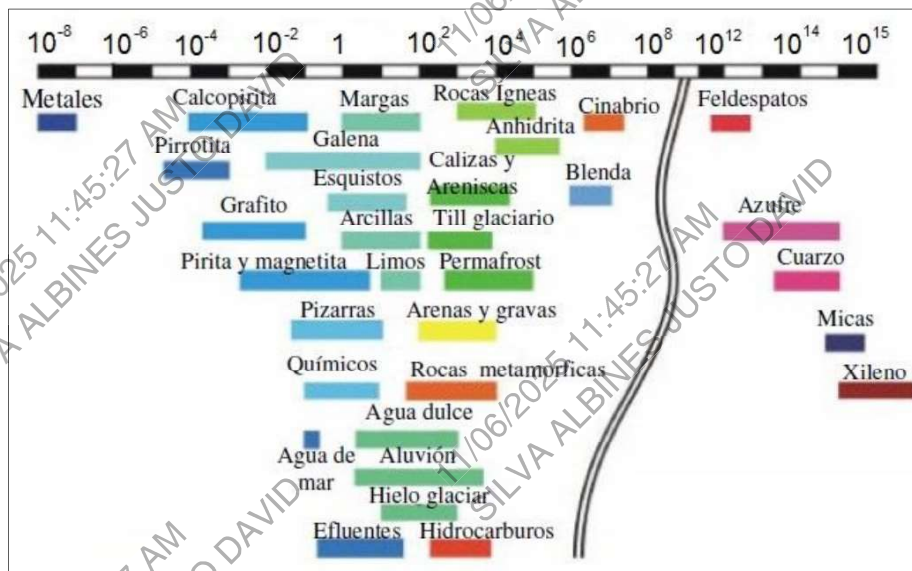 10⁻⁸ 10⁻⁶ 10⁻⁴ 10⁻² 1 10² 10⁴ 10⁶ 10⁸ 10¹² 10¹⁴ 10¹⁵
Metales
Calcopirita
Margas
Rocas Ígneas
Cinabrio
Feldespatos
Pirrotita
Galena
Anhidrita
Esquistos
Calizas y
Areniscas
Blenda
Grafito
Arcillas
Till glaciario
Azufre
Pirita y magnetita
Limos
Permafrost
Cuarzo
Pizarras
Arenas y gravas
Micas
Químicos
Rocas metamórficas
Xileno
Agua dulce
Agua de
mar
Aluvión
Hielo glaciar
Efluentes
Hidrocarburos
11/06/2025 11:45:27 AM
SILVA ALBINES JUSTO DAVID